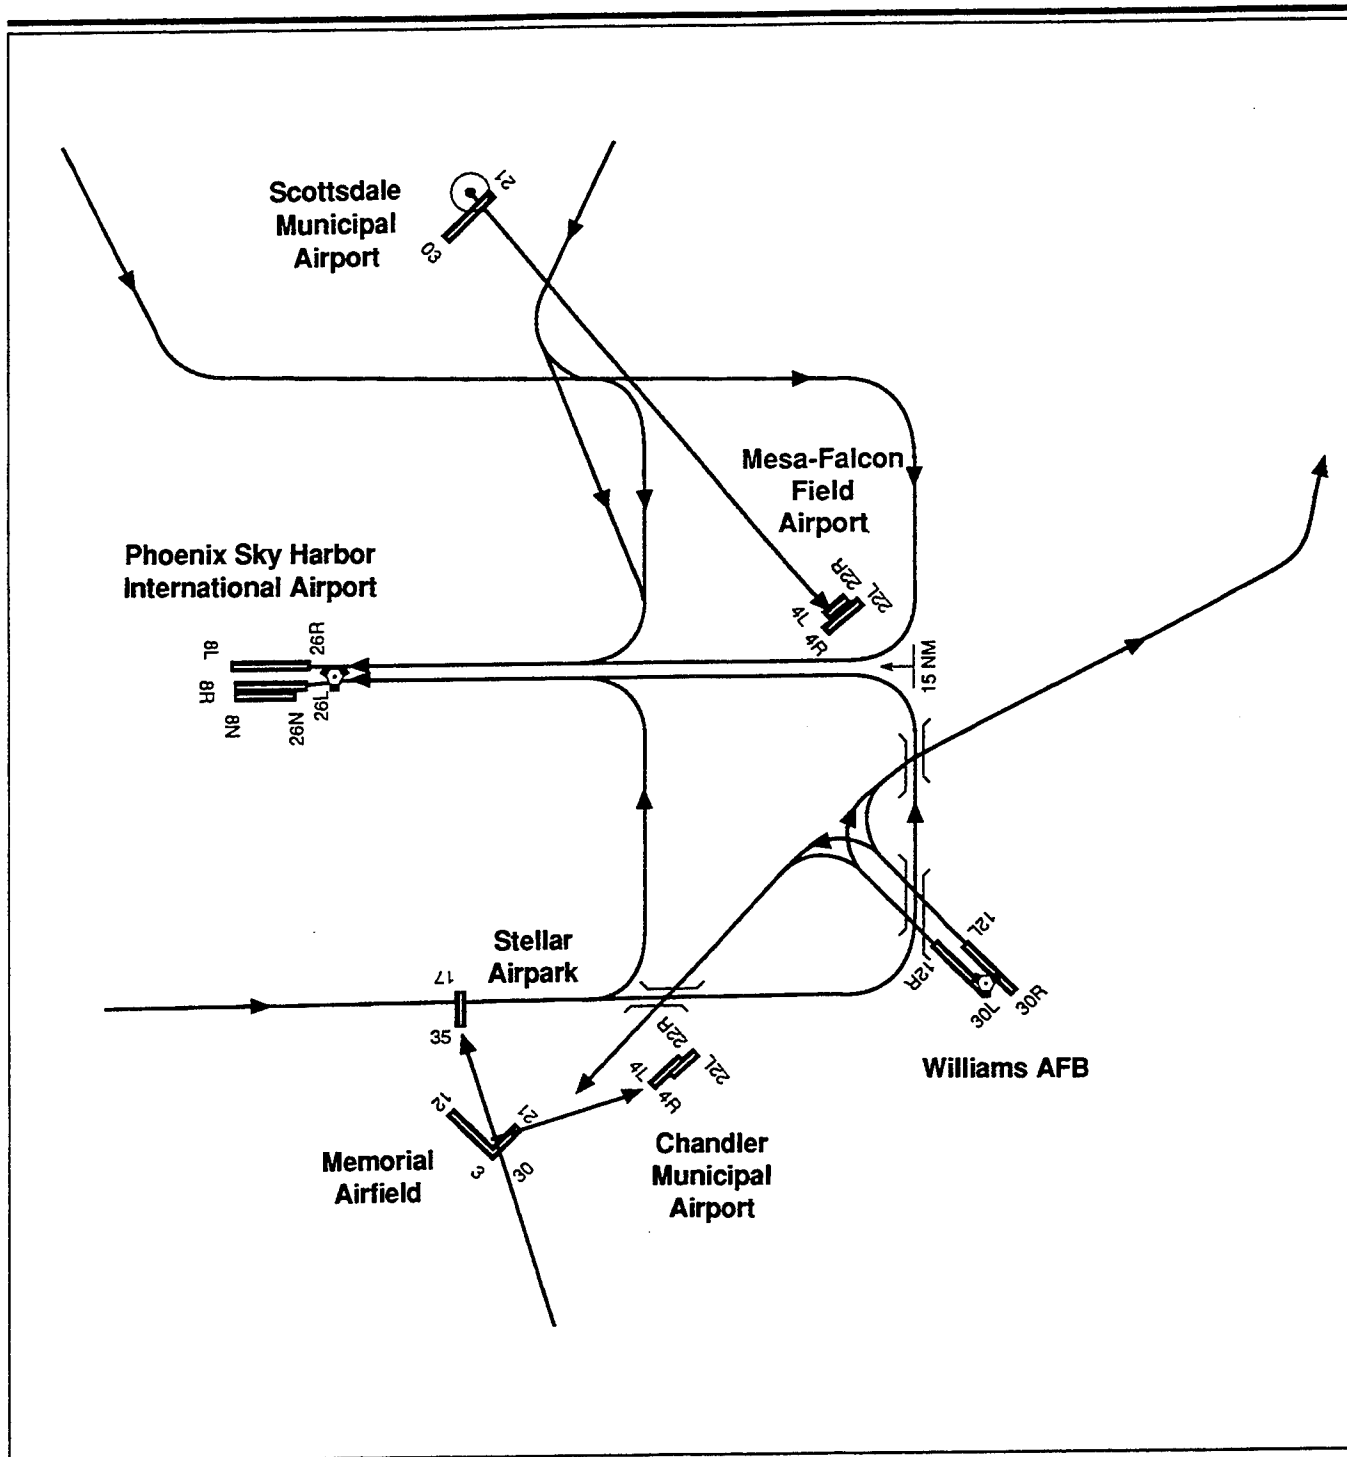 Scottsdale
Municipal
Airport
21
03
Mesa-Falcon
Field
Airport
22R
22L
4L
4R
Phoenix Sky Harbor
International Airport
8L
26R
8R
26L
8N
26N
15 NM
Stellar
Airpark
17
35
12L
12R
30L
30R
Williams AFB
22R
22L
4L
4R
Chandler
Municipal
Airport
12
21
3
30
Memorial
Airfield